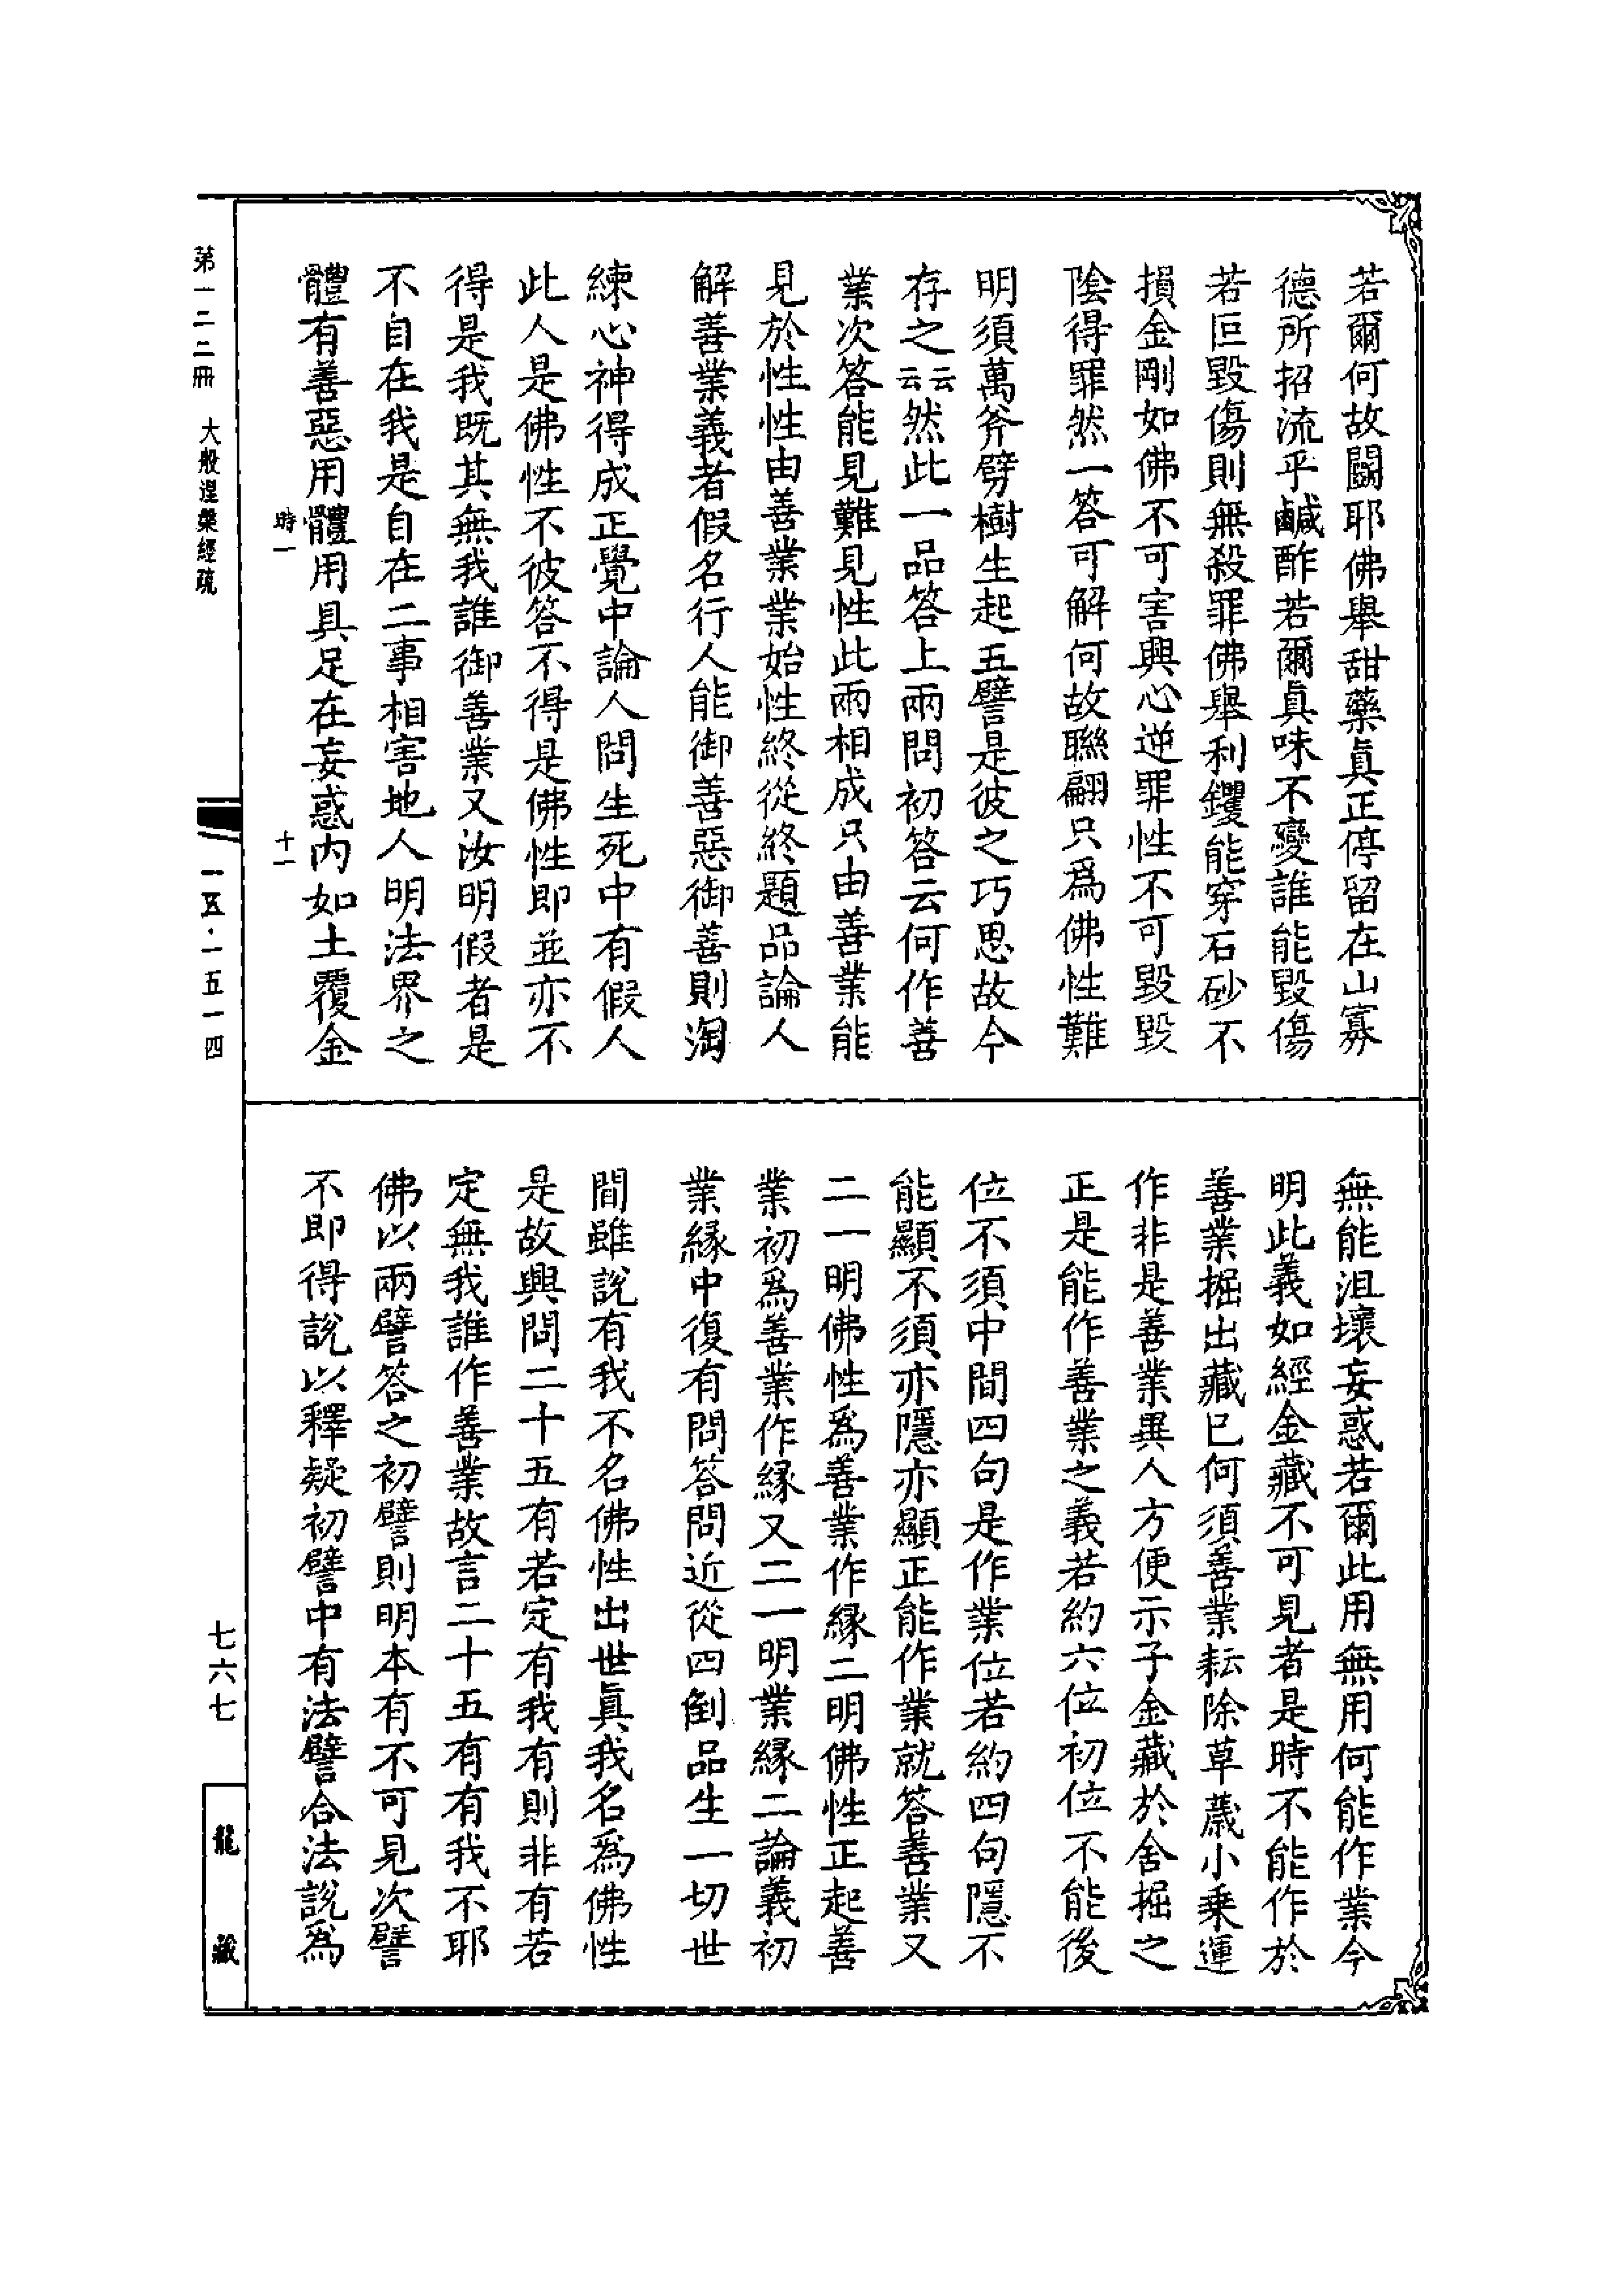 若爾何故闘耶佛舉甜藥眞正停留在山寡
德所招流乎鹹酢若爾眞味不變誰能毀傷
若叵毀傷則無殺罪佛舉利钁能穿石砂不
損金剛如佛不可害興心逆罪性不可毀毀
陰得罪然一答可解何故聯翩只爲佛性難
明須萬斧劈樹生起五譬是彼之巧思故今
存之云云然此一品答上兩問初答云何作善
業次答能見難見性此兩相成只由善業能
見於性性由善業業始性終從終題品論人
解善業義者假名行人能御善惡御善則淘
練心神得成正覺中論人問生死中有假人
此人是佛性不彼答不得是佛性即並亦不
得是我既其無我誰御善業又汝明假者是
不自在我是自在二事相害地人明法界之
體有善惡用體用具足在妄惑内如土覆金
無能沮壞妄惑若爾此用無用何能作業今
明此義如經金藏不可見者是時不能作於
善業掘出藏已何須善業耘除草薉小乗運
作非是善業異人方便示子金藏於舍掘之
正是能作善業之義若約六位初位不能後
位不須中間四句是作業位若約四句隱不
能顯不須亦隱亦顯正能作業就答善業又
二一明佛性爲善業作緣二明佛性正起善
業初爲善業作緣又二一明業緣二論義初
業緣中復有問答問近從四倒品生一切世
間雖説有我不名佛性出世眞我名爲佛性
是故興問二十五有若定有我有則非有若
定無我誰作善業故言二十五有有我不耶
佛以兩譬答之初譬則明本有不可見次譬
不即得説以釋疑初譬中有法譬合法説爲
時一
十一
第一二二冊 大般涅槃經疏
一五·一五一四
七六七
龍藏